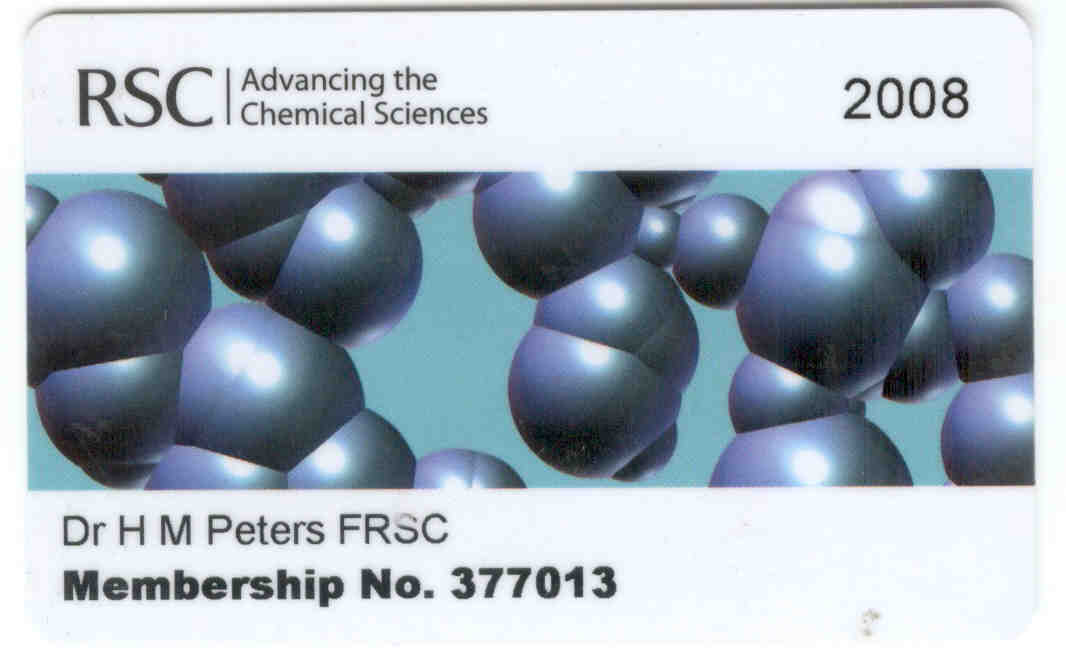 RSC
Advancing the
Chemical Sciences
2008
Dr H M Peters FRSC
Membership No. 377013